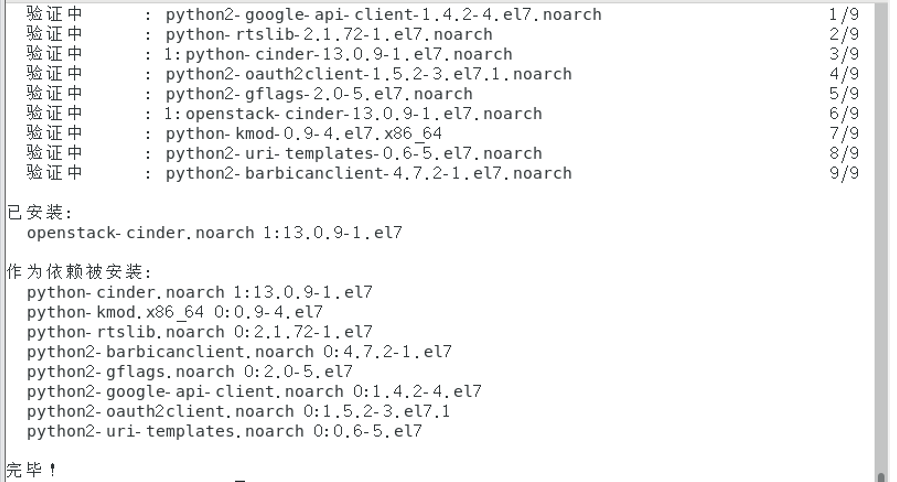 验证中 : python2-google-api-client-1.4.2-4.el7.noarch 1/9
验证中 : python-rtslib-2.1.72-1.el7.noarch 2/9
验证中 : 1:python-cinder-13.0.9-1.el7.noarch 3/9
验证中 : python2-oauth2client-1.5.2-3.el7.1.noarch 4/9
验证中 : python2-gflags-2.0-5.el7.noarch 5/9
验证中 : 1:openstack-cinder-13.0.9-1.el7.noarch 6/9
验证中 : python-kmod-0.9-4.el7.x86_64 7/9
验证中 : python2-uri-templates-0.6-5.el7.noarch 8/9
验证中 : python2-barbicanclient-4.7.2-1.el7.noarch 9/9
已安装:
openstack-cinder.noarch 1:13.0.9-1.el7
作为依赖被安装:
python-cinder.noarch 1:13.0.9-1.el7
python-kmod.x86_64 0:0.9-4.el7
python-rtslib.noarch 0:2.1.72-1.el7
python2-barbicanclient.noarch 0:4.7.2-1.el7
python2-gflags.noarch 0:2.0-5.el7
python2-google-api-client.noarch 0:1.4.2-4.el7
python2-oauth2client.noarch 0:1.5.2-3.el7.1
python2-uri-templates.noarch 0:0.6-5.el7
完毕！